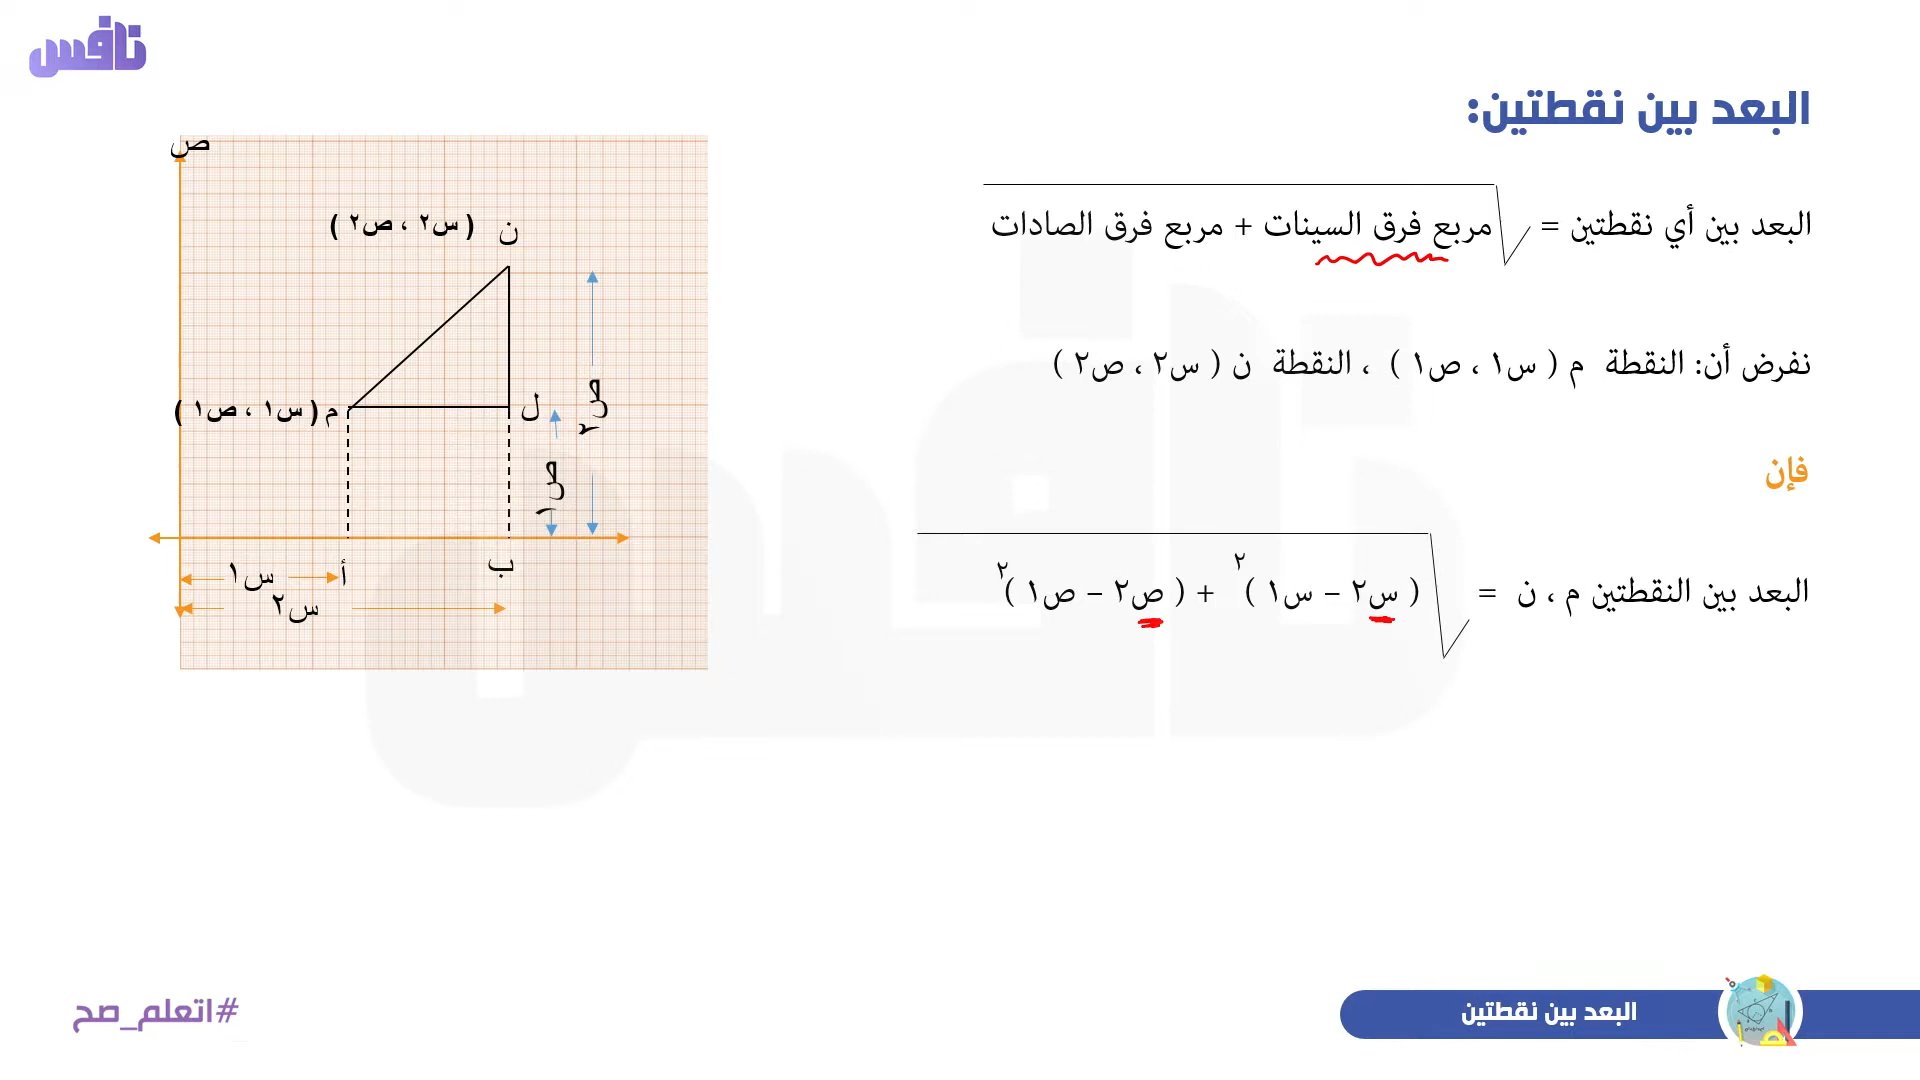 نافس
البعد بين نقطتين:
البعد بين أي نقطتين = √ مربع فرق السينات + مربع فرق الصادات
نفرض أن: النقطة م ( س١ ، ص١ ) ، النقطة ن ( س٢ ، ص٢ )
فإن
البعد بين النقطتين م ، ن = √ ( س٢ – س١ )٢ + ( ص٢ – ص١ )٢
ص
ن ( س٢ ، ص٢ )
م ( س١ ، ص١ )
ل
ص٢
ص١
أ
ب
س١
س٢
البعد بين نقطتين
#اتعلم_صح